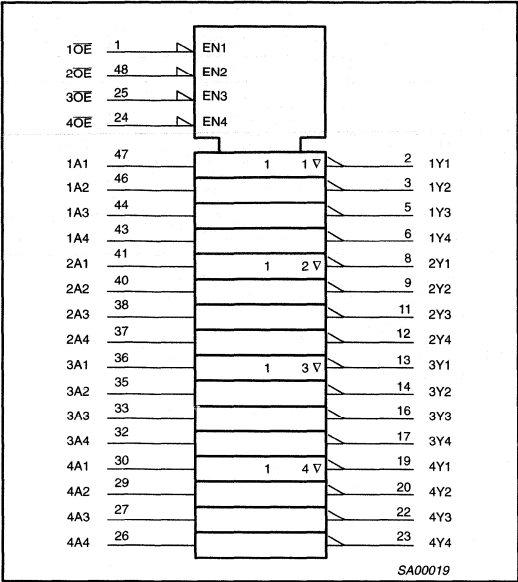 1O̅E̅ 1 EN1
2O̅E̅ 48 EN2
3O̅E̅ 25 EN3
4O̅E̅ 24 EN4
1A1 47 1 1 ▽ 2 1Y1
1A2 46 3 1Y2
1A3 44 5 1Y3
1A4 43 6 1Y4
2A1 41 1 2 ▽ 8 2Y1
2A2 40 9 2Y2
2A3 38 11 2Y3
2A4 37 12 2Y4
3A1 36 1 3 ▽ 13 3Y1
3A2 35 14 3Y2
3A3 33 16 3Y3
3A4 32 17 3Y4
4A1 30 1 4 ▽ 19 4Y1
4A2 29 20 4Y2
4A3 27 22 4Y3
4A4 26 23 4Y4
SA00019